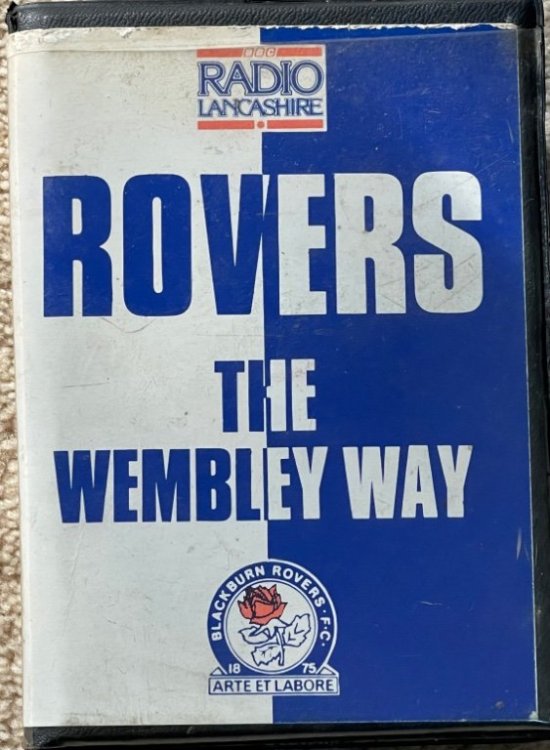 BBC
RADIO
LANCASHIRE
ROVERS
THE
WEMBLEY WAY
BLACKBURN ROVERS F.C.
18 75
ARTE ET LABORE